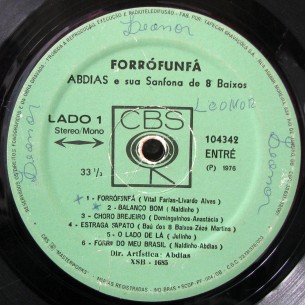 Leonor
FORRÓFUNFÁ
ABDIAS e sua Sanfona de 8 Baixos
LEONOR
LADO 1
Stereo/Mono
CBS
104342
ENTRÉ
(P) 1976
33 1/3
Leonor
Leonor
1 - FORRÓFUNFÁ (Vital Farias-Livardo Alves)
2 - BALANÇO BOM (Naldinho)
3 - CHORO BREJEIRO (Dominguinhos-Anastácia)
4 - ESTRAGA SAPATO (Baú dos 8 Baixos-Zézé Martins)
5 - O LADO DE LÁ (Julinho)
6 - FORRÓ DO MEU BRASIL (Naldinho-Abdias)
Dir. Artística: Abdias
XSB - 1685